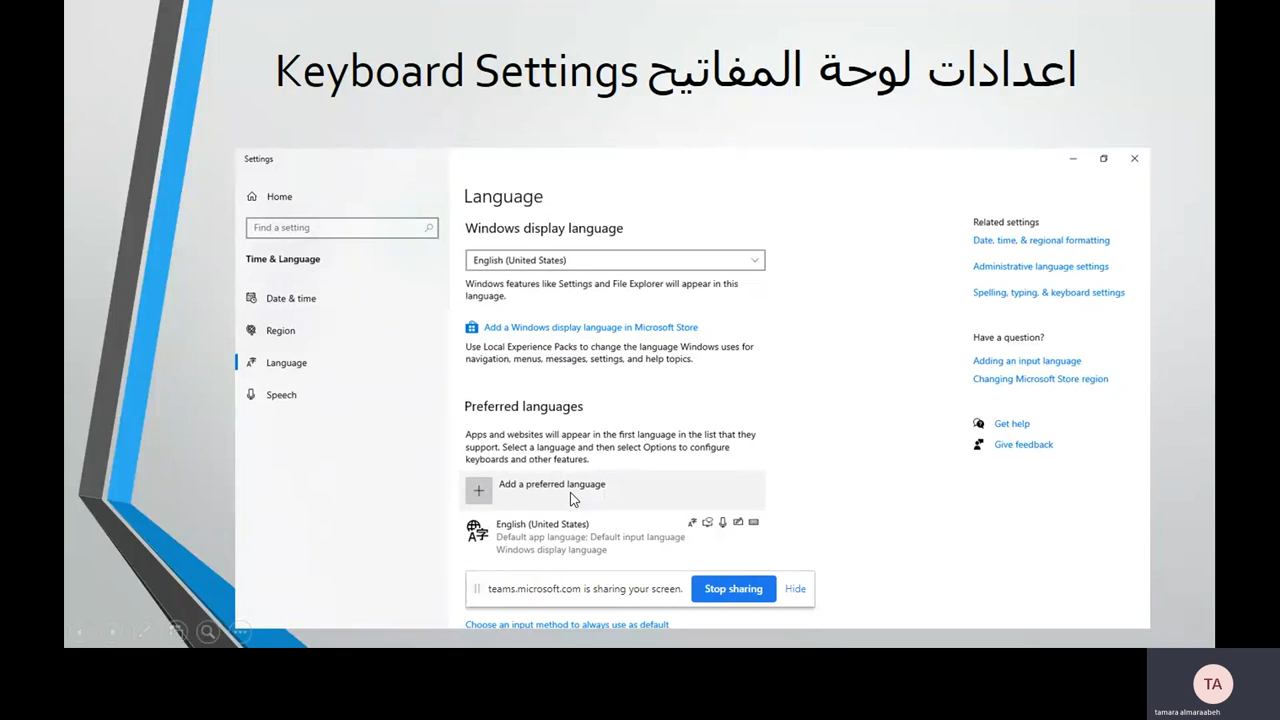 اعدادات لوحة المفاتيح Keyboard Settings
Settings
Home
Find a setting
Time & Language
Date & time
Region
Language
Speech
Language
Windows display language
English (United States)
Windows features like Settings and File Explorer will appear in this
language.
Add a Windows display language in Microsoft Store
Use Local Experience Packs to change the language Windows uses for
navigation, menus, messages, settings, and help topics.
Preferred languages
Apps and websites will appear in the first language in the list that they
support. Select a language and then select Options to configure
keyboards and other features.
Add a preferred language
English (United States)
Default app language: Default input language
Windows display language
teams.microsoft.com is sharing your screen.
Stop sharing
Hide
Choose an input method to always use as default
Related settings
Date, time, & regional formatting
Administrative language settings
Spelling, typing, & keyboard settings
Have a question?
Adding an input language
Changing Microsoft Store region
Get help
Give feedback
TA
tamara almaraabeh